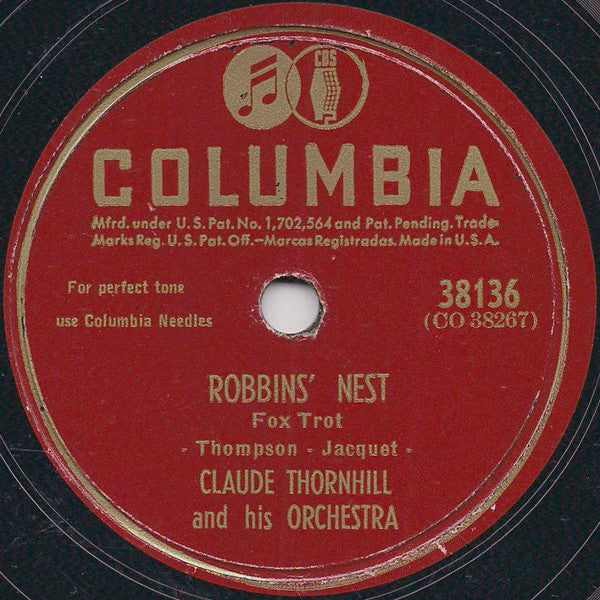 CBS
COLUMBIA
Mfrd. under U.S. Pat. No. 1,702,564 and Pat. Pending. Trade-
Marks Reg. U.S. Pat. Off.—Marcas Registradas. Made in U.S.A.
For perfect tone
use Columbia Needles
38136
(CO 38267)
ROBBINS' NEST
Fox Trot
- Thompson - Jacquet -
CLAUDE THORNHILL
and his ORCHESTRA